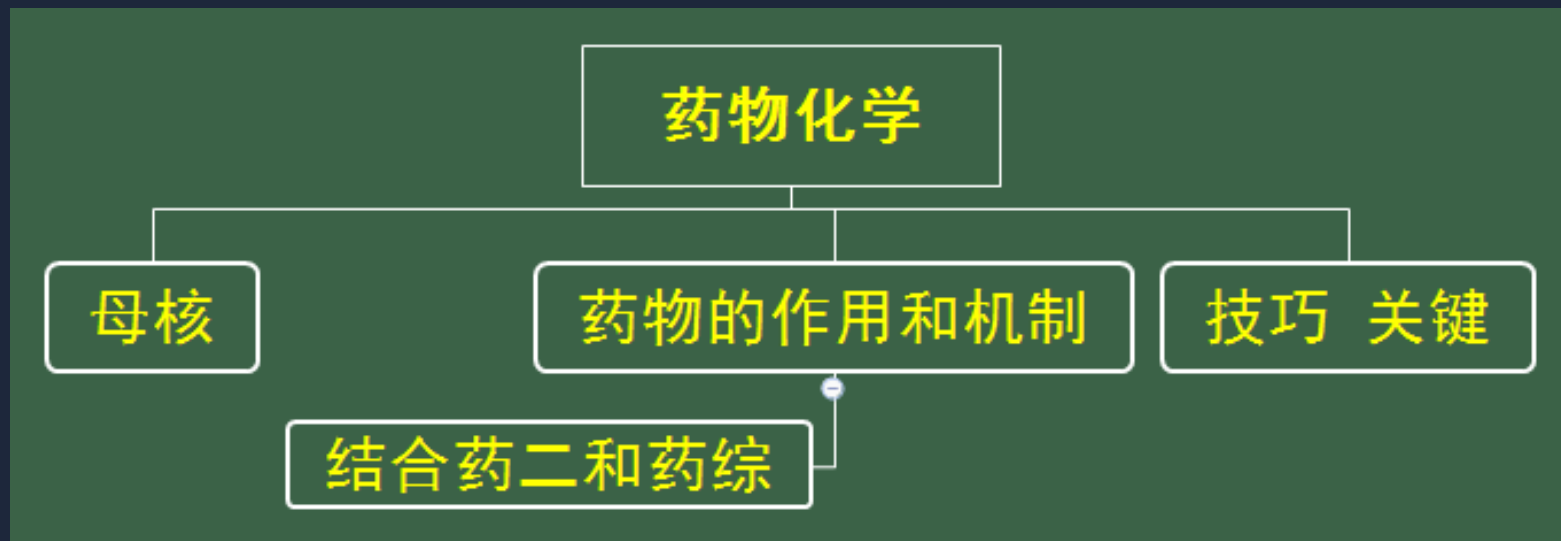 药物化学
母核
药物的作用和机制
技巧 关键
结合药二和药综